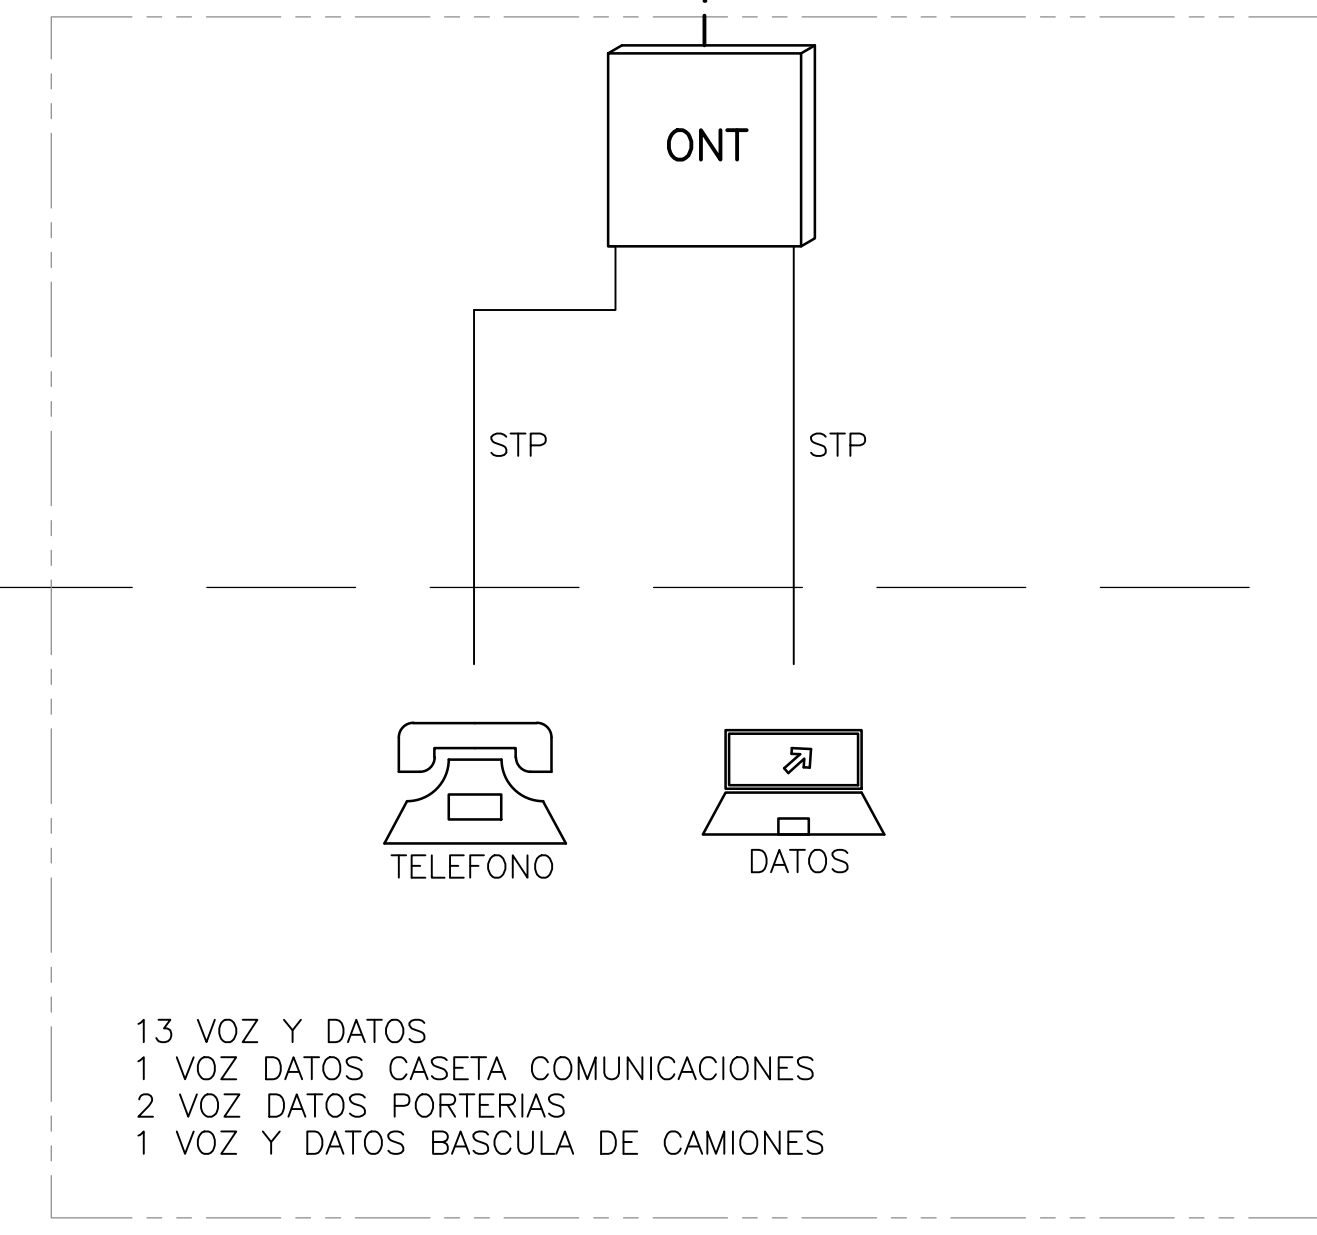 ONT
STP
STP
TELEFONO
DATOS
13 VOZ Y DATOS
1 VOZ DATOS CASETA COMUNICACIONES
2 VOZ DATOS PORTERIAS
1 VOZ Y DATOS BASCULA DE CAMIONES